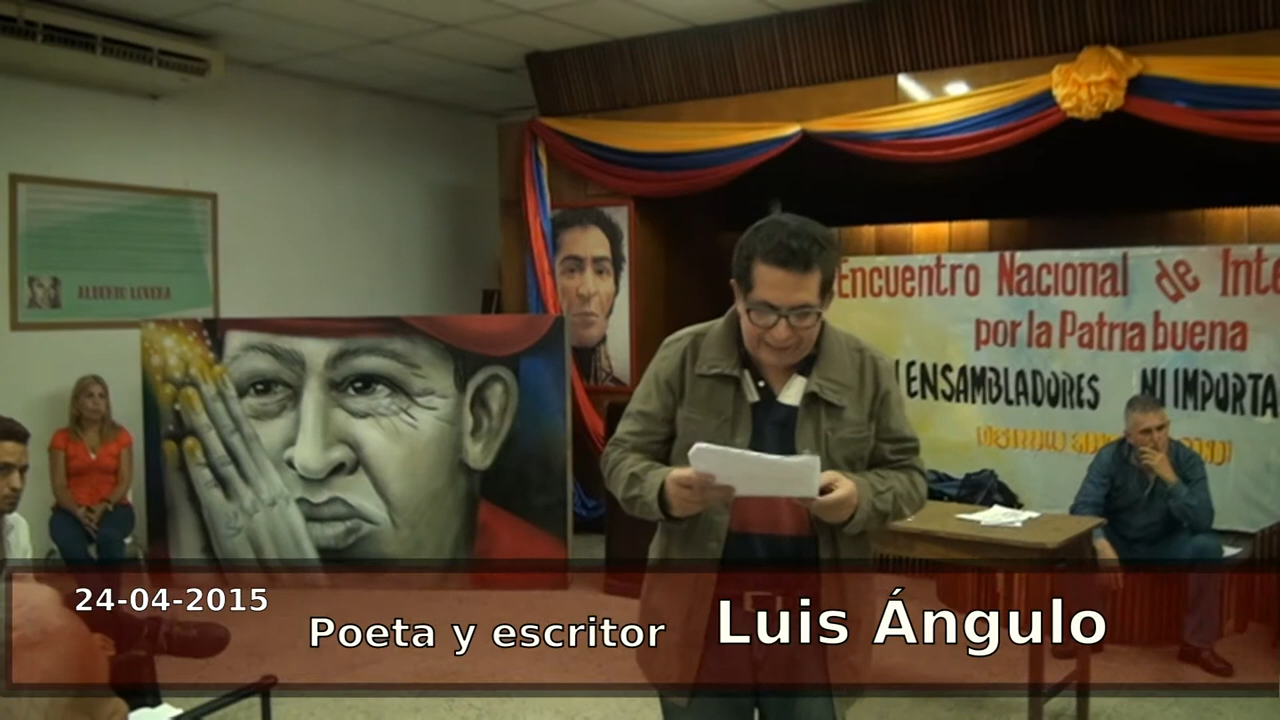 ALBERTO LOVERA
Encuentro Nacional de Inte
por la Patria buena
ENSAMBLADORES NI IMPORTA
24-04-2015
Poeta y escritor Luis Ángulo